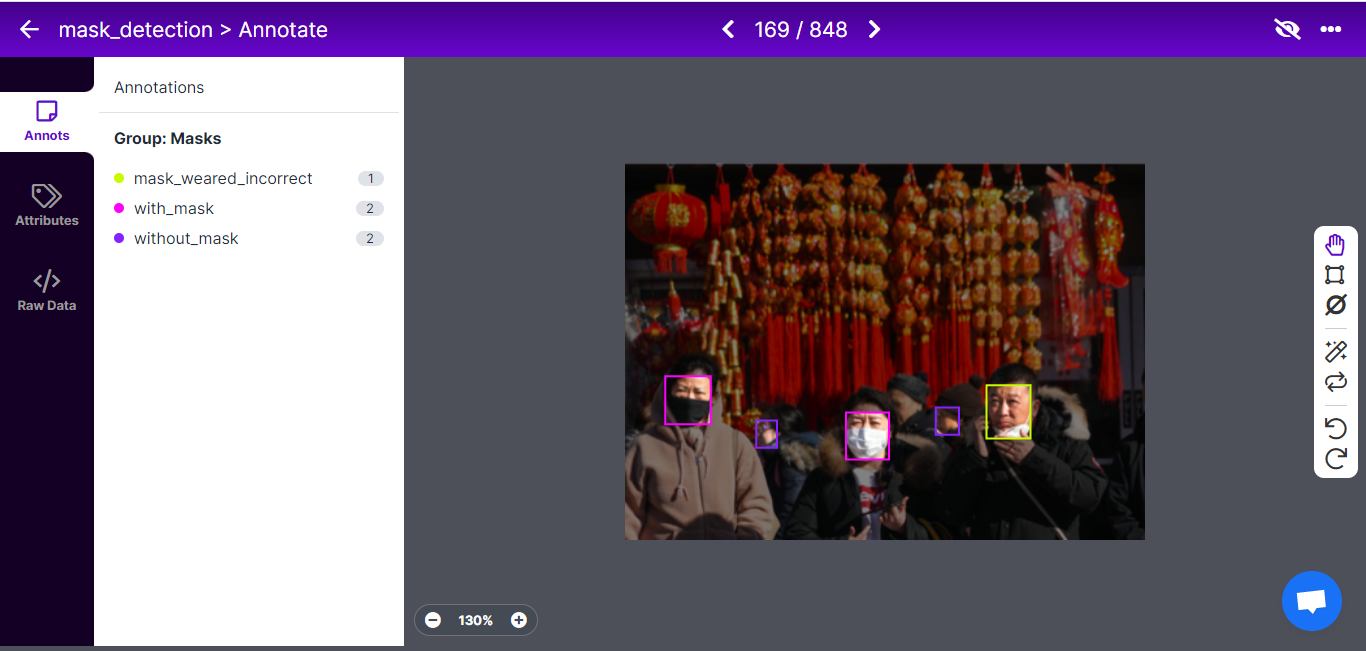 mask_detection > Annotate
169 / 848
Annots
Attributes
Raw Data
Annotations
Group: Masks
mask_weared_incorrect 1
with_mask 2
without_mask 2
130%